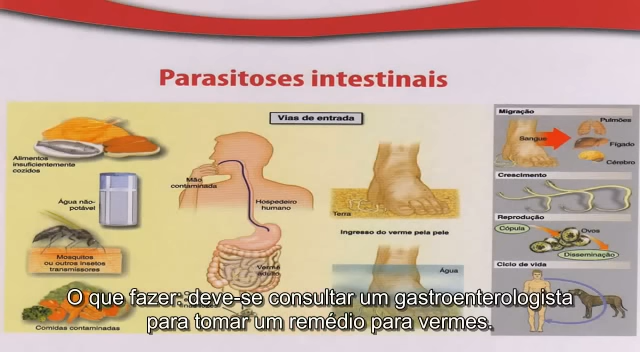 Parasitoses intestinais
Vias de entrada
Alimentos
insuficientemente
cozidos
Água não-
potável
Mosquitos
ou outros insetos
transmissores
Comidas contaminadas
Mão
contaminada
Hospedeiro
humano
Verme
adulto
Terra
Ingresso do verme pela pele
Água
Migração
Sangue
Pulmões
Fígado
Cérebro
Crescimento
Reprodução
Cópula
Ovos
Disseminação
Ciclo de vida
O que fazer: deve-se consultar um gastroenterologista
para tomar um remédio para vermes.